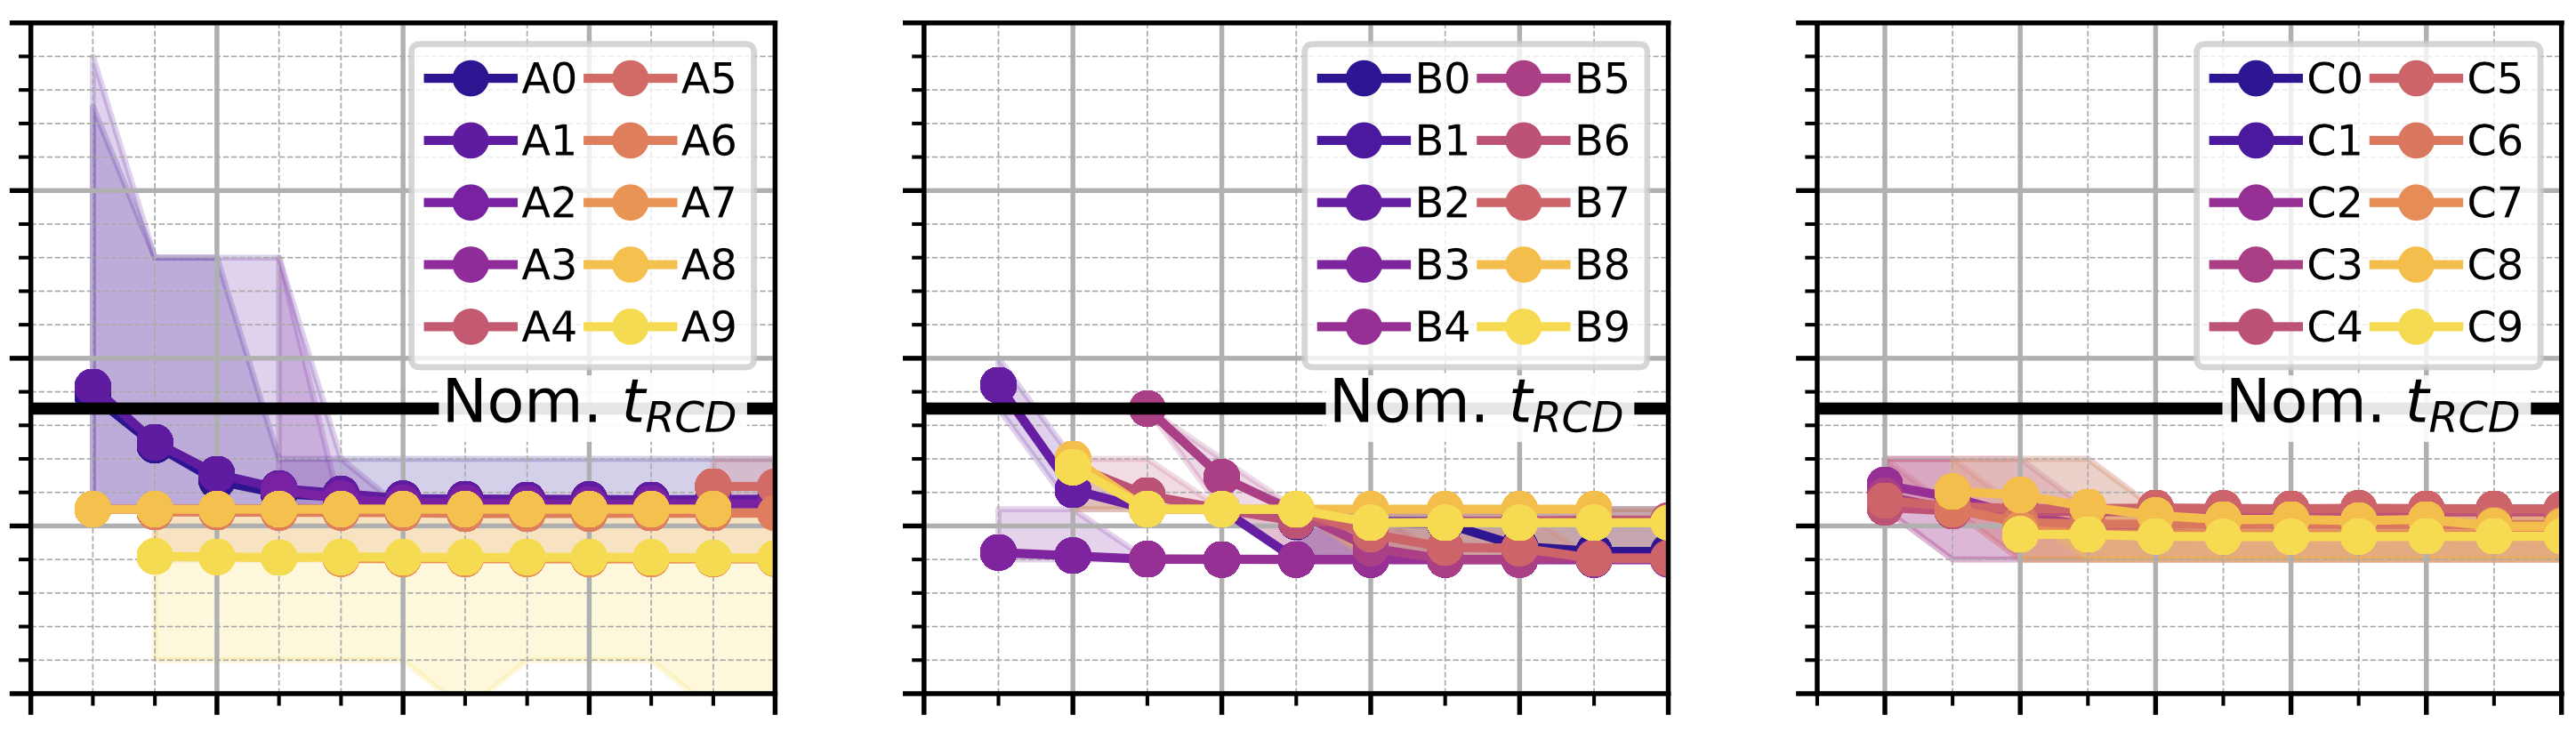 A0 A5
A1 A6
A2 A7
A3 A8
A4 A9
Nom. tRCD
B0 B5
B1 B6
B2 B7
B3 B8
B4 B9
Nom. tRCD
C0 C5
C1 C6
C2 C7
C3 C8
C4 C9
Nom. tRCD